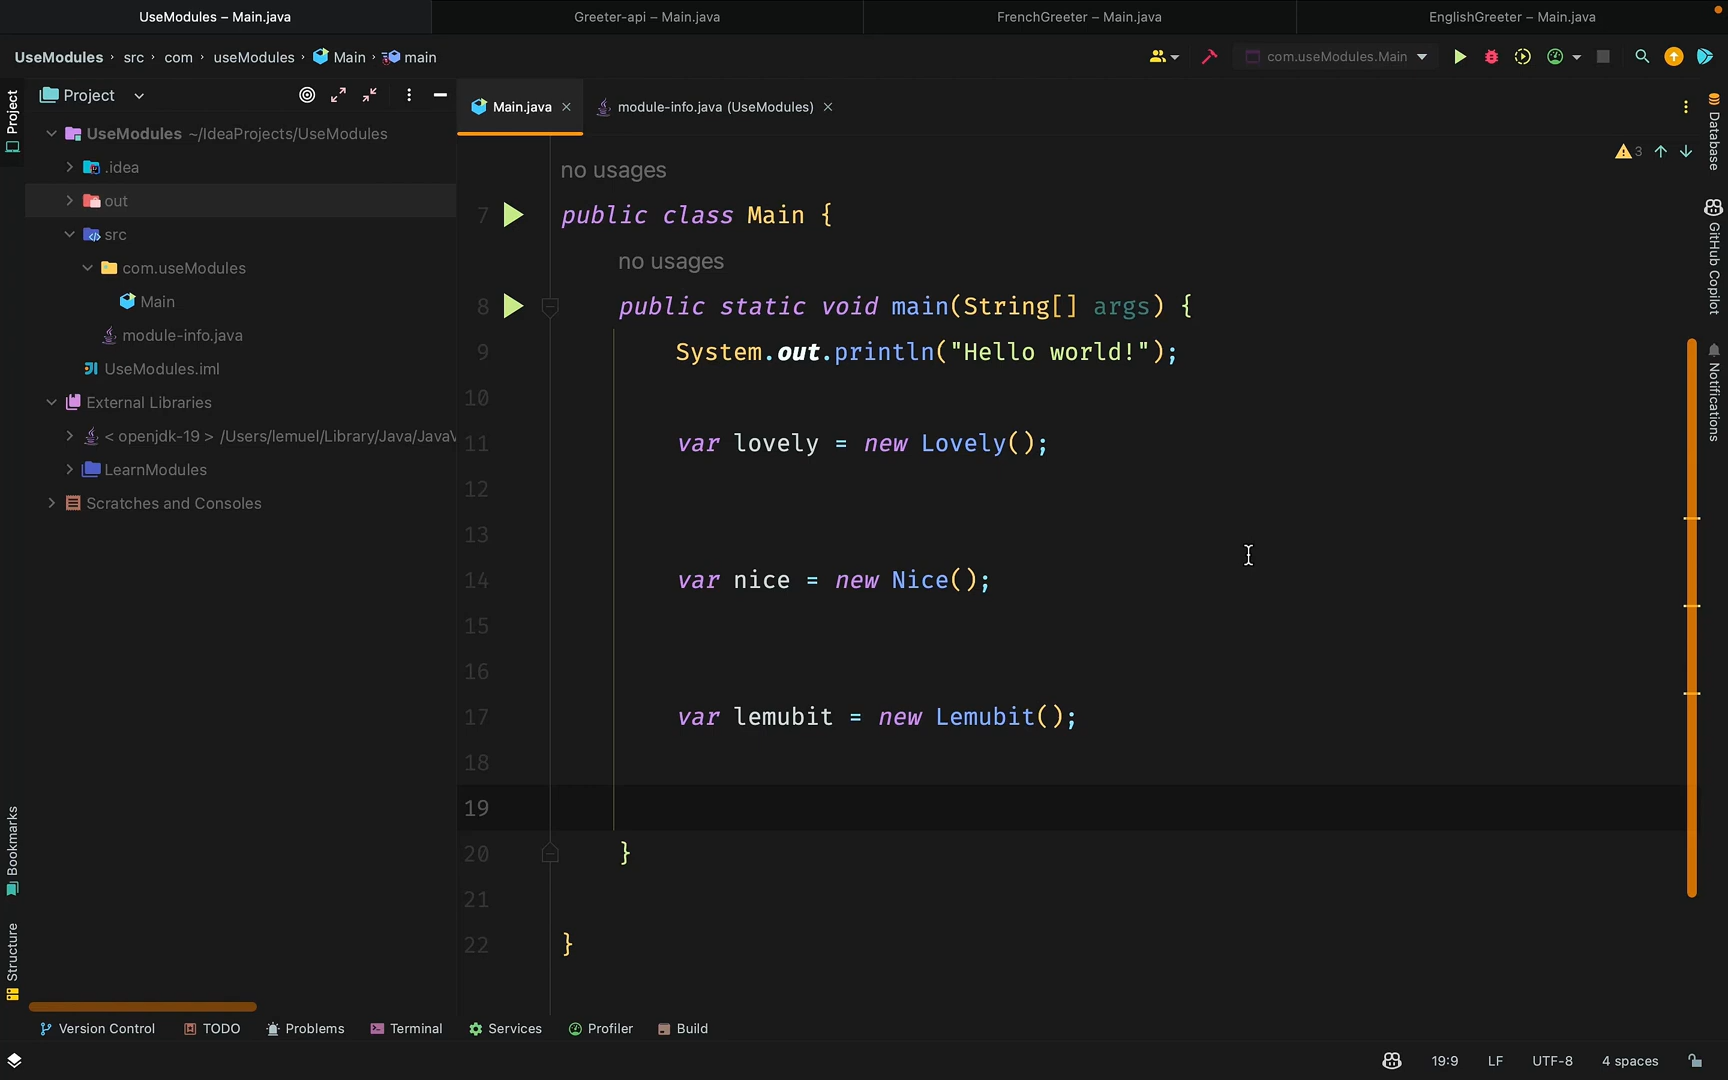 UseModules – Main.java
Greeter-api – Main.java
FrenchGreeter – Main.java
EnglishGreeter – Main.java
UseModules › src › com › useModules › Main › main
com.useModules.Main
Project
Project
Main.java
module-info.java (UseModules)
UseModules ~/IdeaProjects/UseModules
.idea
out
src
com.useModules
Main
module-info.java
UseModules.iml
External Libraries
< openjdk-19 > /Users/lemuel/Library/Java/JavaV
LearnModules
Scratches and Consoles
3
no usages
7 public class Main {
no usages
8 public static void main(String[] args) {
9 System.out.println("Hello world!");
10
11 var lovely = new Lovely();
12
13
14 var nice = new Nice();
15
16
17 var lemubit = new Lemubit();
18
19
20 }
21
22 }
Database
GitHub Copilot
Notifications
Bookmarks
Structure
Version Control
TODO
Problems
Terminal
Services
Profiler
Build
19:9
LF
UTF-8
4 spaces